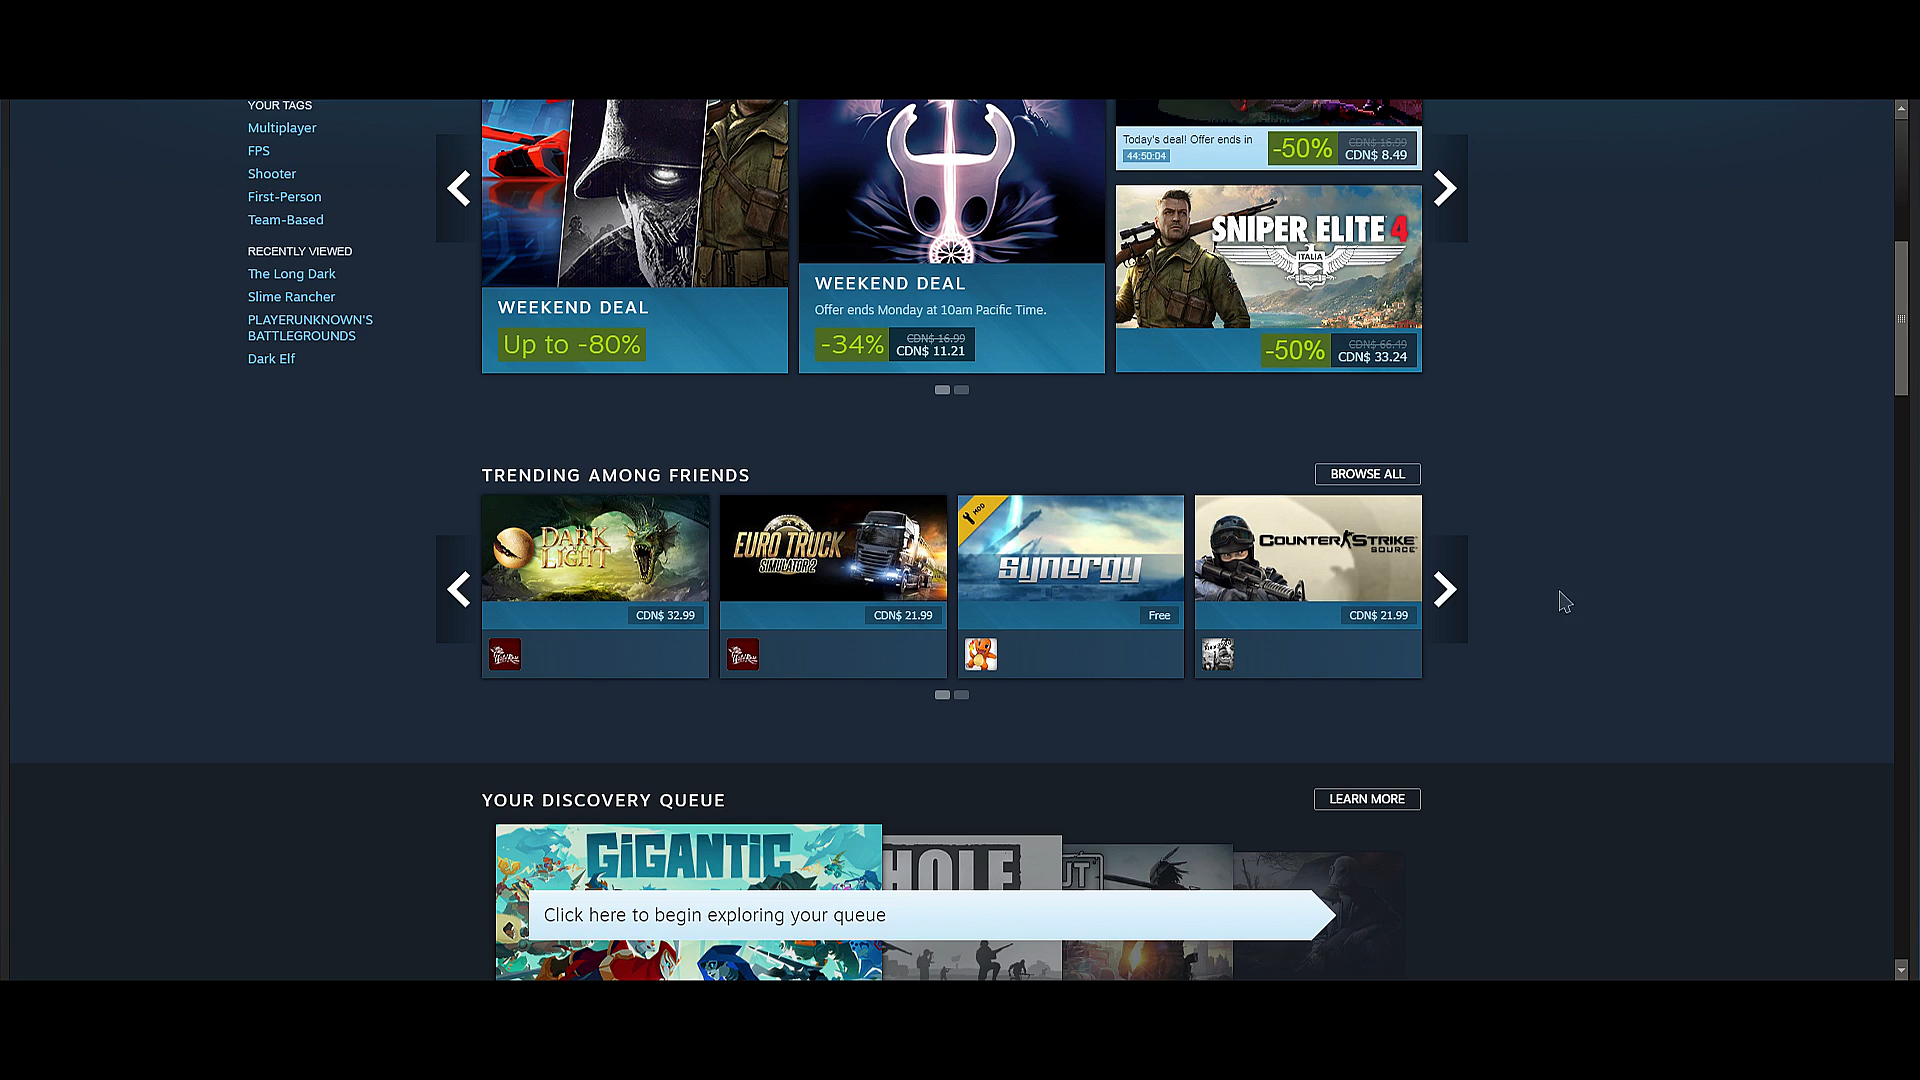 YOUR TAGS
Multiplayer
FPS
Shooter
First-Person
Team-Based
RECENTLY VIEWED
The Long Dark
Slime Rancher
PLAYERUNKNOWN'S
BATTLEGROUNDS
Dark Elf
WEEKEND DEAL
Up to -80%
WEEKEND DEAL
Offer ends Monday at 10am Pacific Time.
-34%
CDN$ 16.99
CDN$ 11.21
Today's deal! Offer ends in
44:50:04
-50%
CDN$ 16.99
CDN$ 8.49
SNIPER ELITE 4
ITALIA
-50%
CDN$ 66.49
CDN$ 33.24
TRENDING AMONG FRIENDS
BROWSE ALL
DARK
LIGHT
CDN$ 32.99
EURO TRUCK
SIMULATOR 2
CDN$ 21.99
MOD
synergy
Free
COUNTER STRIKE
SOURCE
CDN$ 21.99
YOUR DISCOVERY QUEUE
LEARN MORE
GIGANTIC
HOLE
UT
Click here to begin exploring your queue